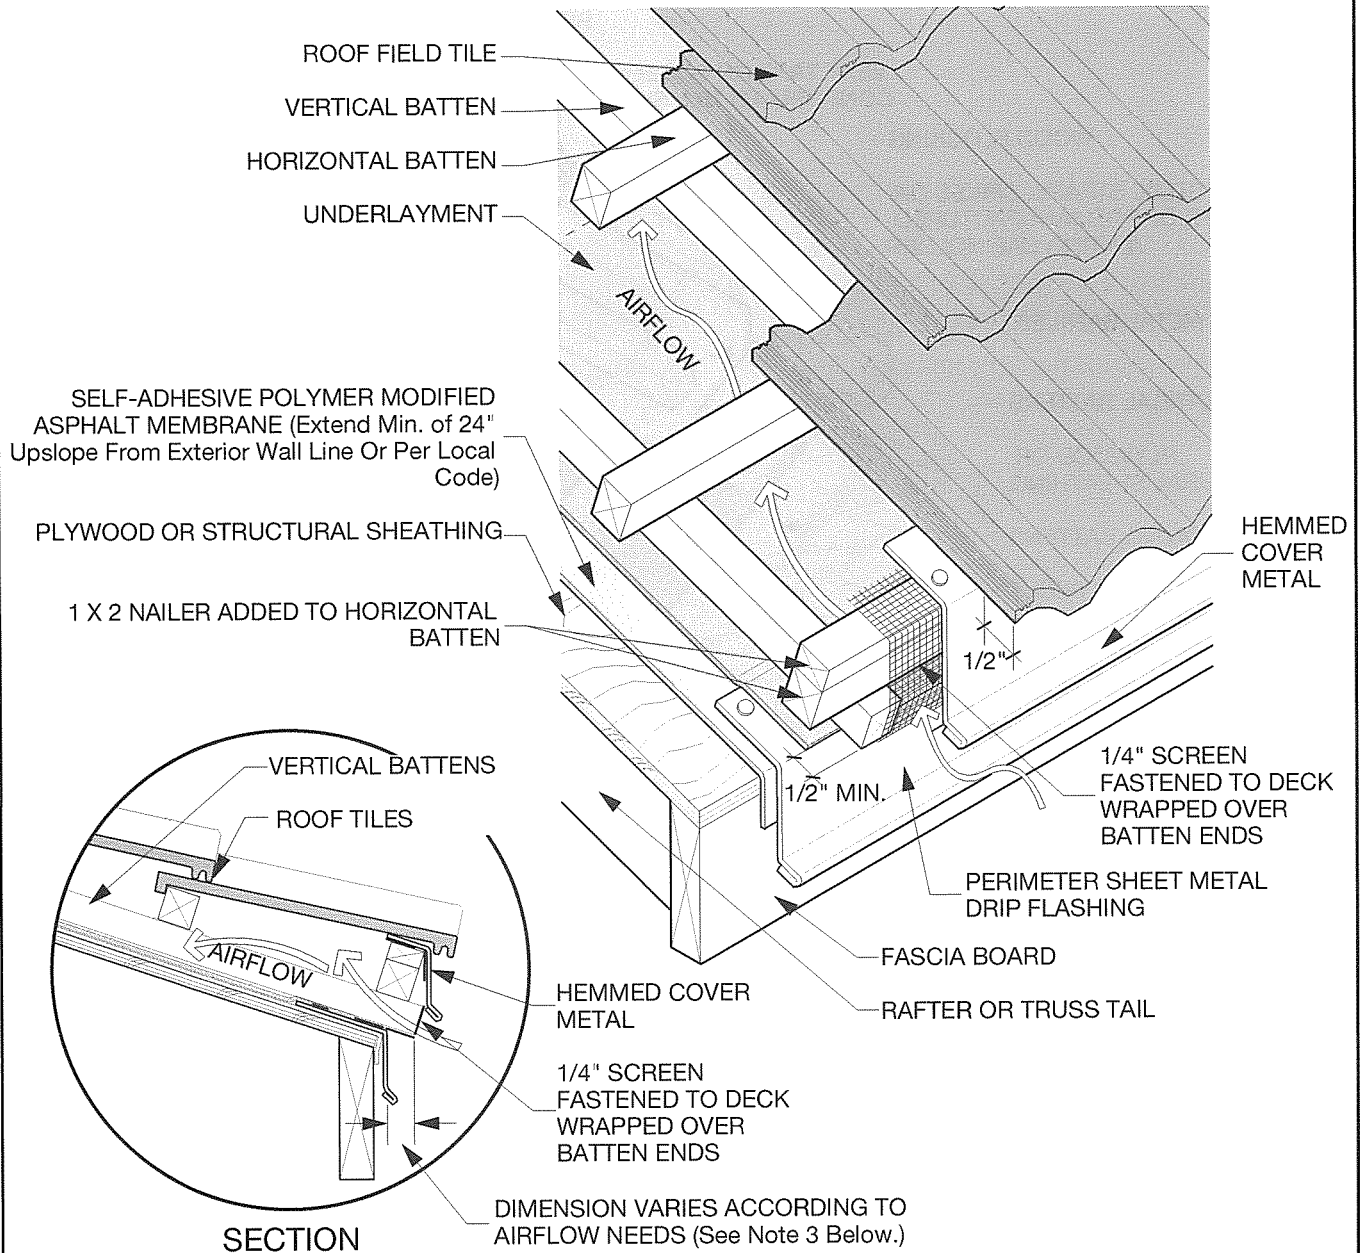 ROOF FIELD TILE
VERTICAL BATTEN
HORIZONTAL BATTEN
UNDERLAYMENT
AIRFLOW
SELF-ADHESIVE POLYMER MODIFIED
ASPHALT MEMBRANE (Extend Min. of 24"
Upslope From Exterior Wall Line Or Per Local
Code)
PLYWOOD OR STRUCTURAL SHEATHING
1 X 2 NAILER ADDED TO HORIZONTAL
BATTEN
HEMMED
COVER
METAL
1/2"
1/2" MIN.
1/4" SCREEN
FASTENED TO DECK
WRAPPED OVER
BATTEN ENDS
PERIMETER SHEET METAL
DRIP FLASHING
FASCIA BOARD
RAFTER OR TRUSS TAIL
VERTICAL BATTENS
ROOF TILES
AIRFLOW
HEMMED COVER
METAL
1/4" SCREEN
FASTENED TO DECK
WRAPPED OVER
BATTEN ENDS
DIMENSION VARIES ACCORDING TO
AIRFLOW NEEDS (See Note 3 Below.)
SECTION